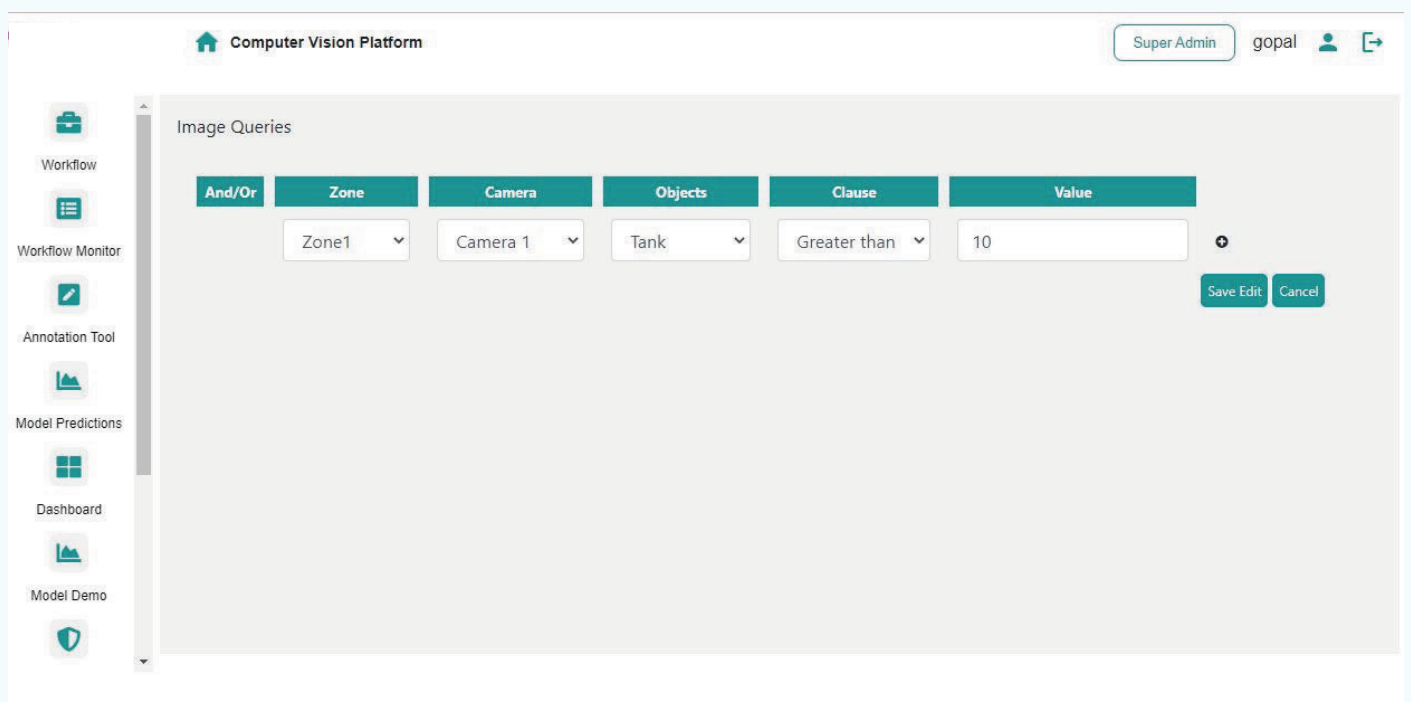 Computer Vision Platform
Super Admin
gopal
Workflow
Workflow Monitor
Annotation Tool
Model Predictions
Dashboard
Model Demo
Image Queries
And/Or Zone Camera Objects Clause Value
Zone1 Camera 1 Tank Greater than 10
Save Edit Cancel